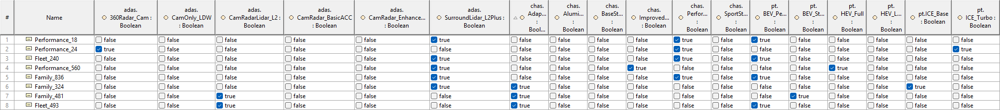 # Name adas. 360Radar_Cam : Boolean adas. CamOnly_LDW : Boolean adas. CamRadarLidar_L2 : Boolean adas. CamRadar_BasicACC : Boolean adas. CamRadar_Enhance... : Boolean adas. SurroundLidar_L2Plus : Boolean chas. Adap... : Bool... chas. Alumi... : Boolean chas. BaseSt... : Boolean chas. Improved... : Boolean chas. Perfor... : Boolean chas. SportSt... : Boolean pt. BEV_Pe... : Boolean pt. BEV_St... : Boolean pt. HEV_Full : Boolean pt. HEV_L... : Boolean pt.ICE_Base : Boolean pt. ICE_Turbo : Boolean
1 Performance_18 false false false false false true false false false false true false true false false false false false
2 Performance_24 true false false false false false false false false false true false false false false false false true
3 Fleet_240 false false false false false true false false false false true false true false false false false false
4 Performance_560 false false false false false true false false false true false false false false true false false false
5 Family_836 false false false false false true false false false false true false true false false false false false
6 Family_324 false false false false false true true false false false false false false false false false true false
7 Family_481 false false true false false false true false false false false false false true false false false false
8 Fleet_493 false false true false false false true false false false false false true false false false false false